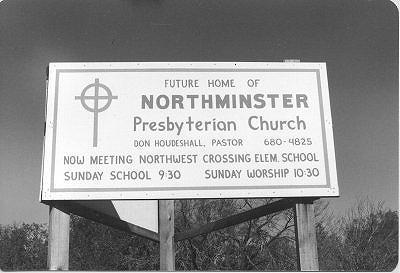 FUTURE HOME OF
NORTHMINSTER
Presbyterian Church
DON HOUDESHALL, PASTOR 680-4825
NOW MEETING NORTHWEST CROSSING ELEM. SCHOOL
SUNDAY SCHOOL 9:30 SUNDAY WORSHIP 10:30